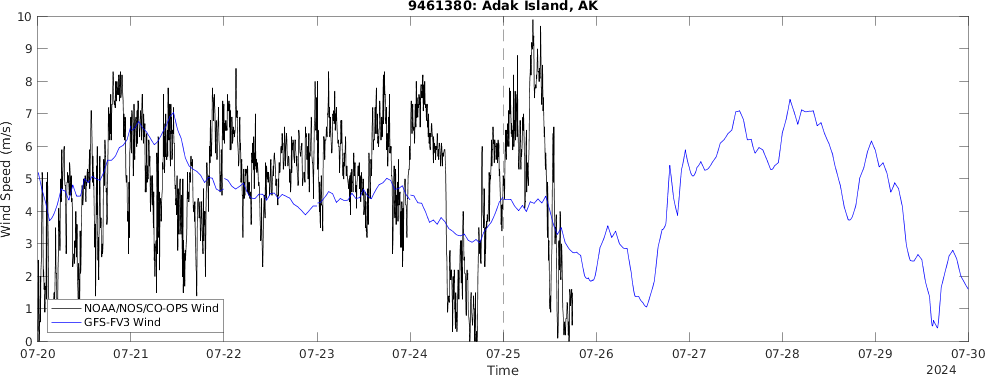 9461380: Adak Island, AK
Wind Speed (m/s)
10
9
8
7
6
5
4
3
2
1
0
NOAA/NOS/CO-OPS Wind
GFS-FV3 Wind
07-20 07-21 07-22 07-23 07-24 07-25 07-26 07-27 07-28 07-29 07-30
Time
2024